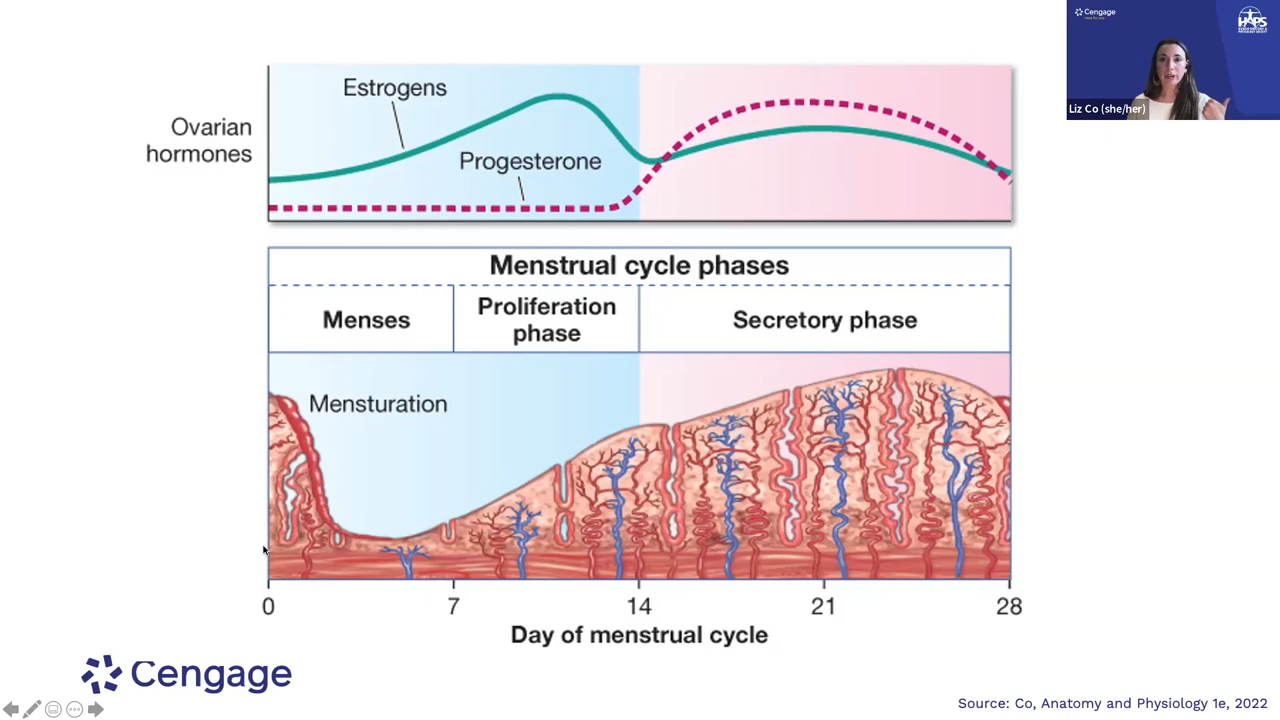 Cengage
HAPS
Liz Co (she/her)
Estrogens
Ovarian
hormones
Progesterone
Menstrual cycle phases
Menses
Proliferation
phase
Secretory phase
Mensturation
0 7 14 21 28
Day of menstrual cycle
Cengage
Source: Co, Anatomy and Physiology 1e, 2022